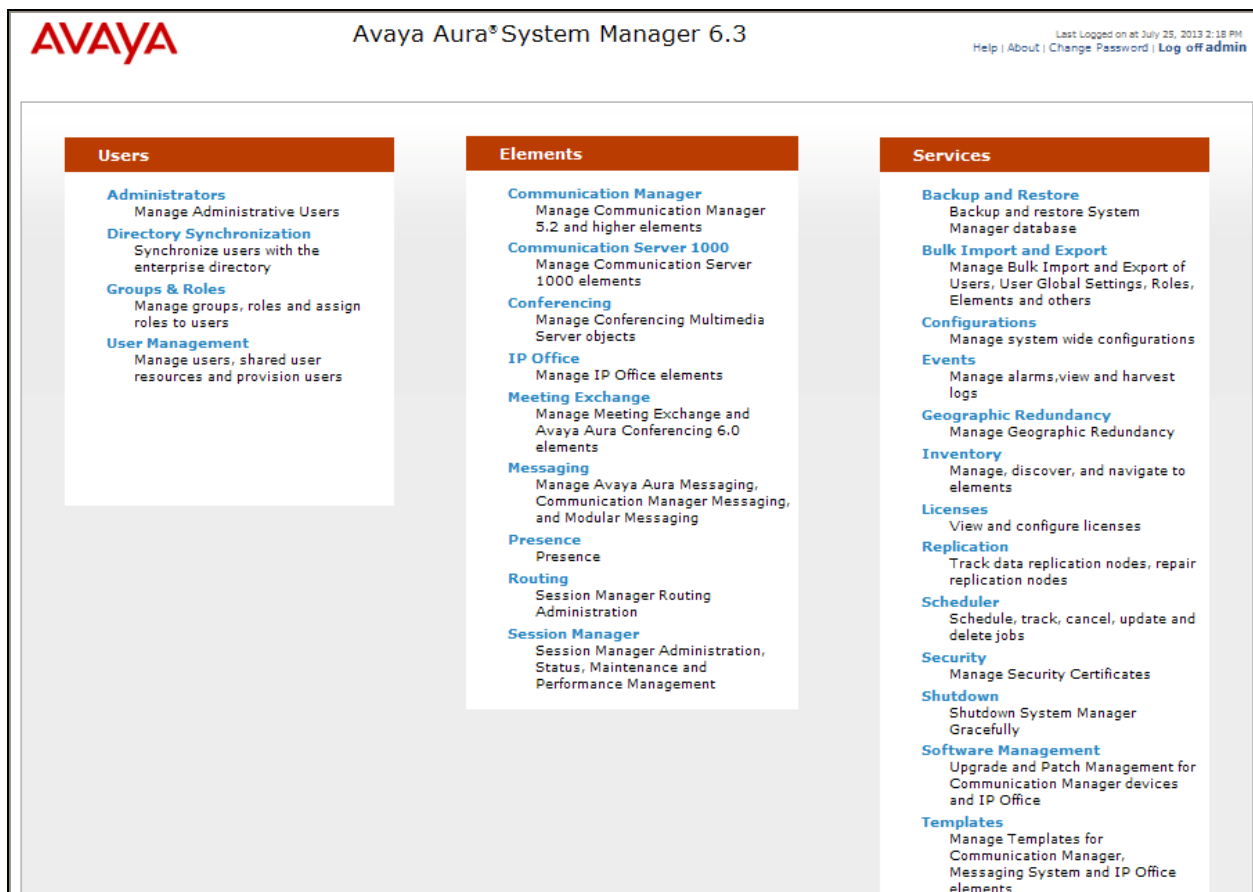 AVAYA
Avaya Aura® System Manager 6.3
Last Logged on at July 25, 2013 2:18 PM
Help | About | Change Password | Log off admin
Users
Administrators
Manage Administrative Users
Directory Synchronization
Synchronize users with the
enterprise directory
Groups & Roles
Manage groups, roles and assign
roles to users
User Management
Manage users, shared user
resources and provision users
Elements
Communication Manager
Manage Communication Manager
5.2 and higher elements
Communication Server 1000
Manage Communication Server
1000 elements
Conferencing
Manage Conferencing Multimedia
Server objects
IP Office
Manage IP Office elements
Meeting Exchange
Manage Meeting Exchange and
Avaya Aura Conferencing 6.0
elements
Messaging
Manage Avaya Aura Messaging,
Communication Manager Messaging,
and Modular Messaging
Presence
Presence
Routing
Session Manager Routing
Administration
Session Manager
Session Manager Administration,
Status, Maintenance and
Performance Management
Services
Backup and Restore
Backup and restore System
Manager database
Bulk Import and Export
Manage Bulk Import and Export of
Users, User Global Settings, Roles,
Elements and others
Configurations
Manage system wide configurations
Events
Manage alarms,view and harvest
logs
Geographic Redundancy
Manage Geographic Redundancy
Inventory
Manage, discover, and navigate to
elements
Licenses
View and configure licenses
Replication
Track data replication nodes, repair
replication nodes
Scheduler
Schedule, track, cancel, update and
delete jobs
Security
Manage Security Certificates
Shutdown
Shutdown System Manager
Gracefully
Software Management
Upgrade and Patch Management for
Communication Manager devices
and IP Office
Templates
Manage Templates for
Communication Manager,
Messaging System and IP Office
elements